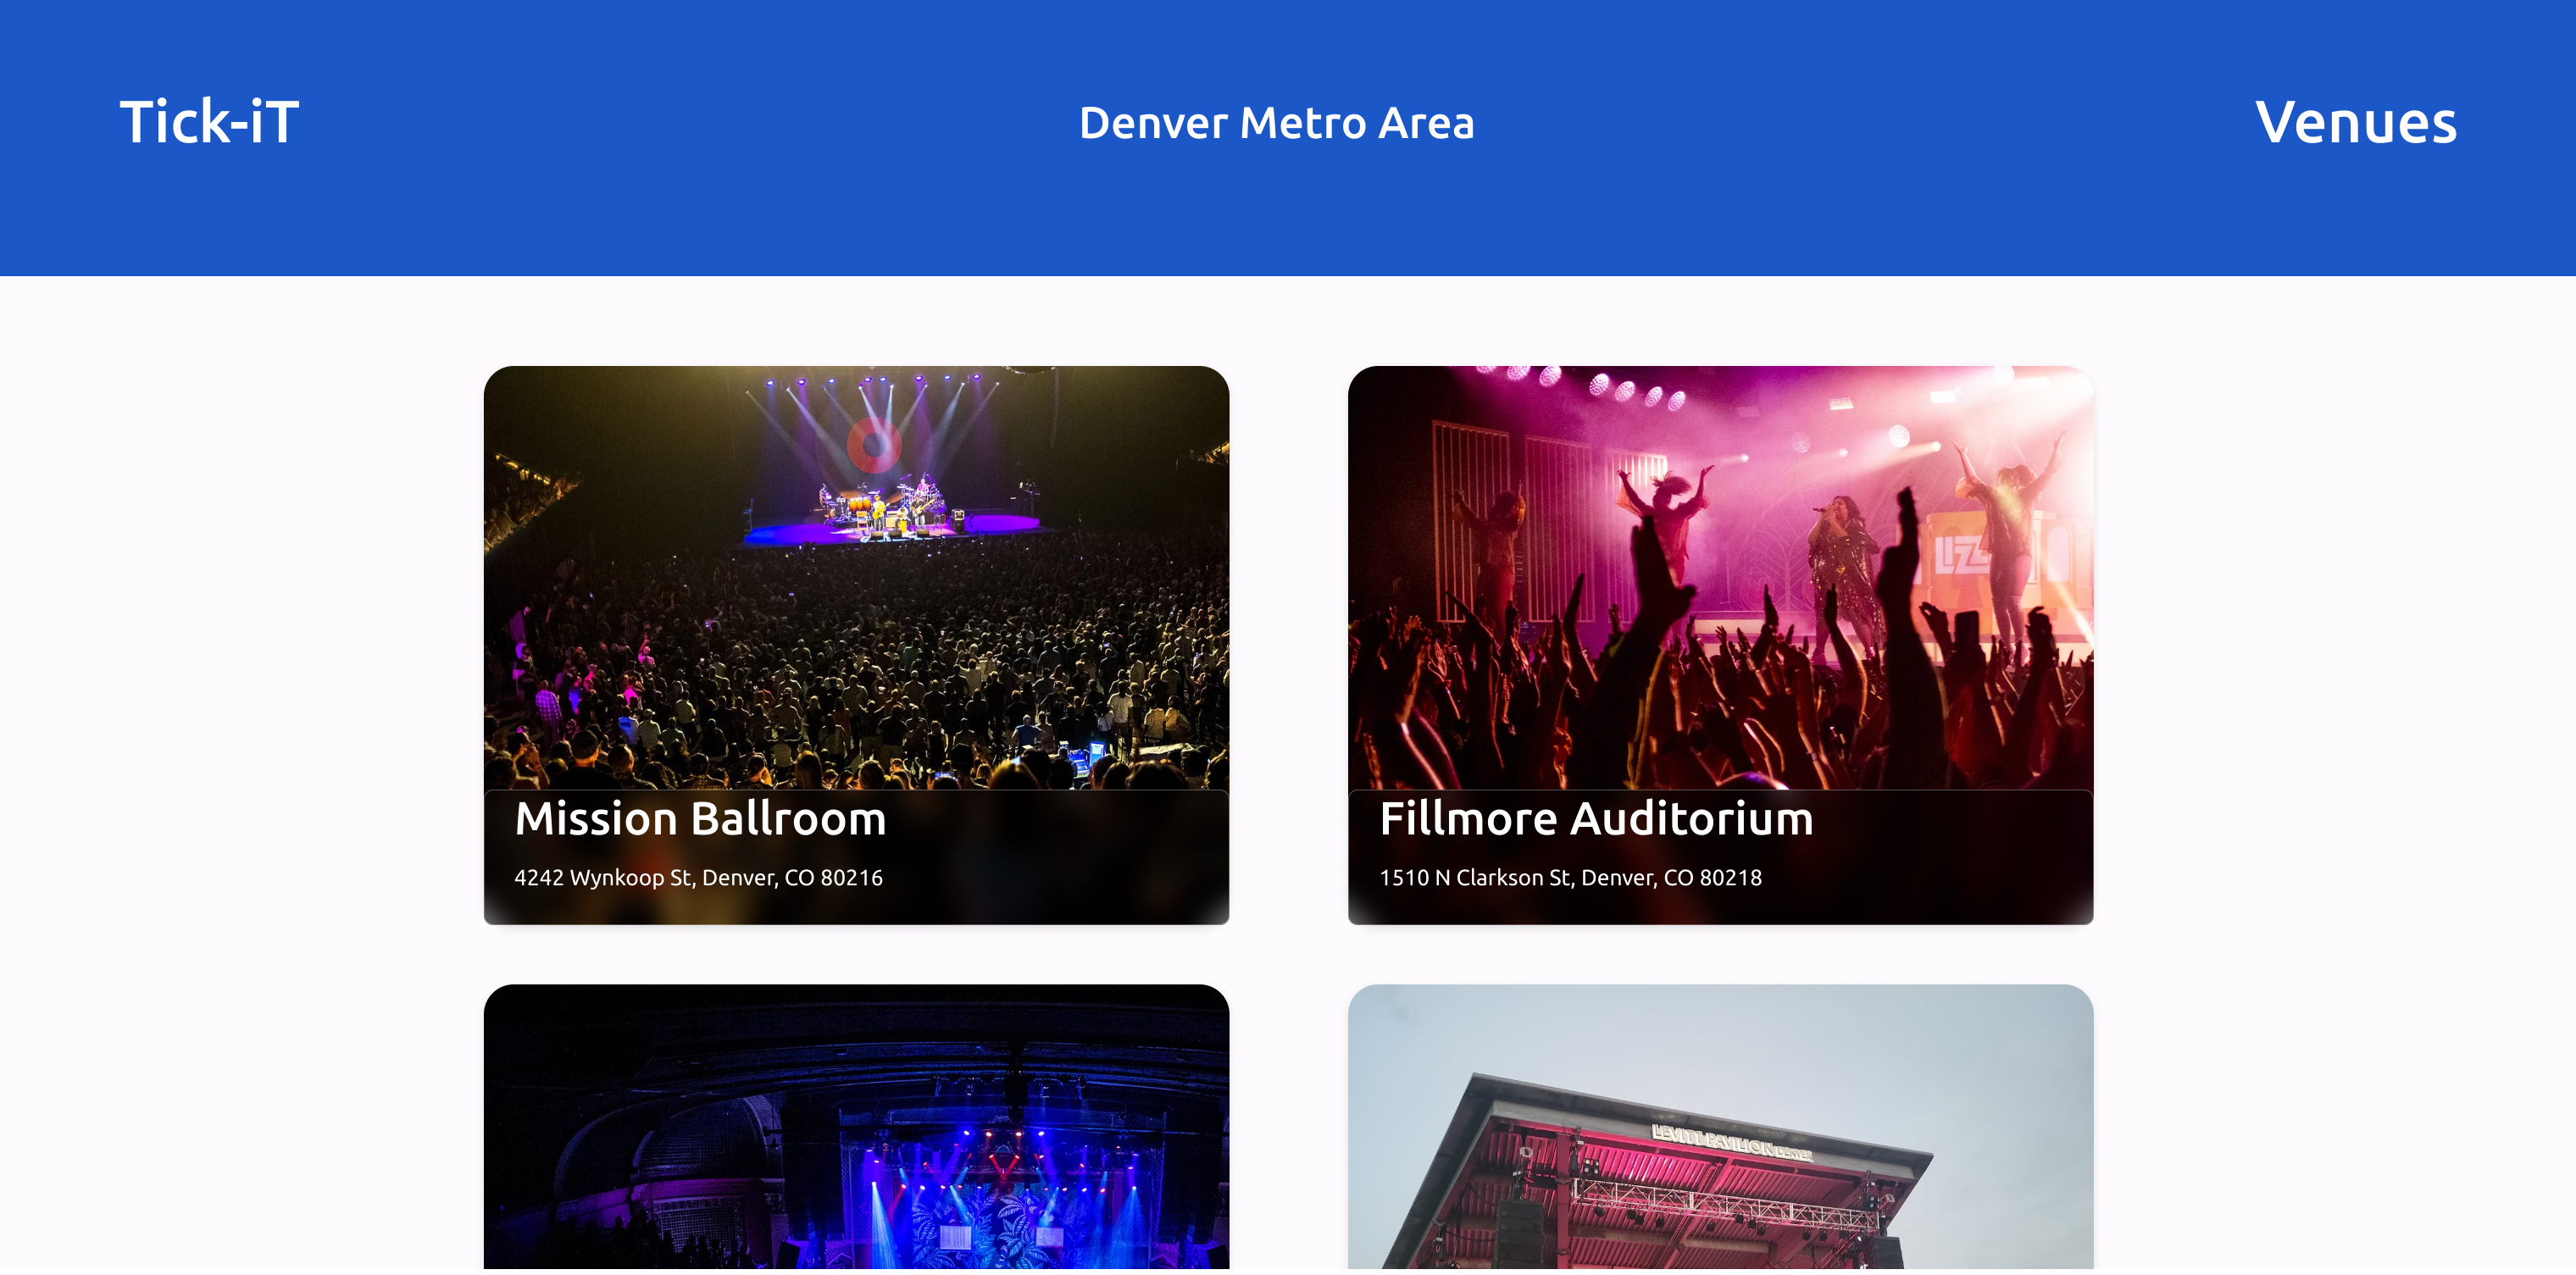 Tick-iT
Denver Metro Area
Venues
LIZZ
Mission Ballroom
4242 Wynkoop St, Denver, CO 80216
Fillmore Auditorium
1510 N Clarkson St, Denver, CO 80218
LEVITT PAVILION DENVER